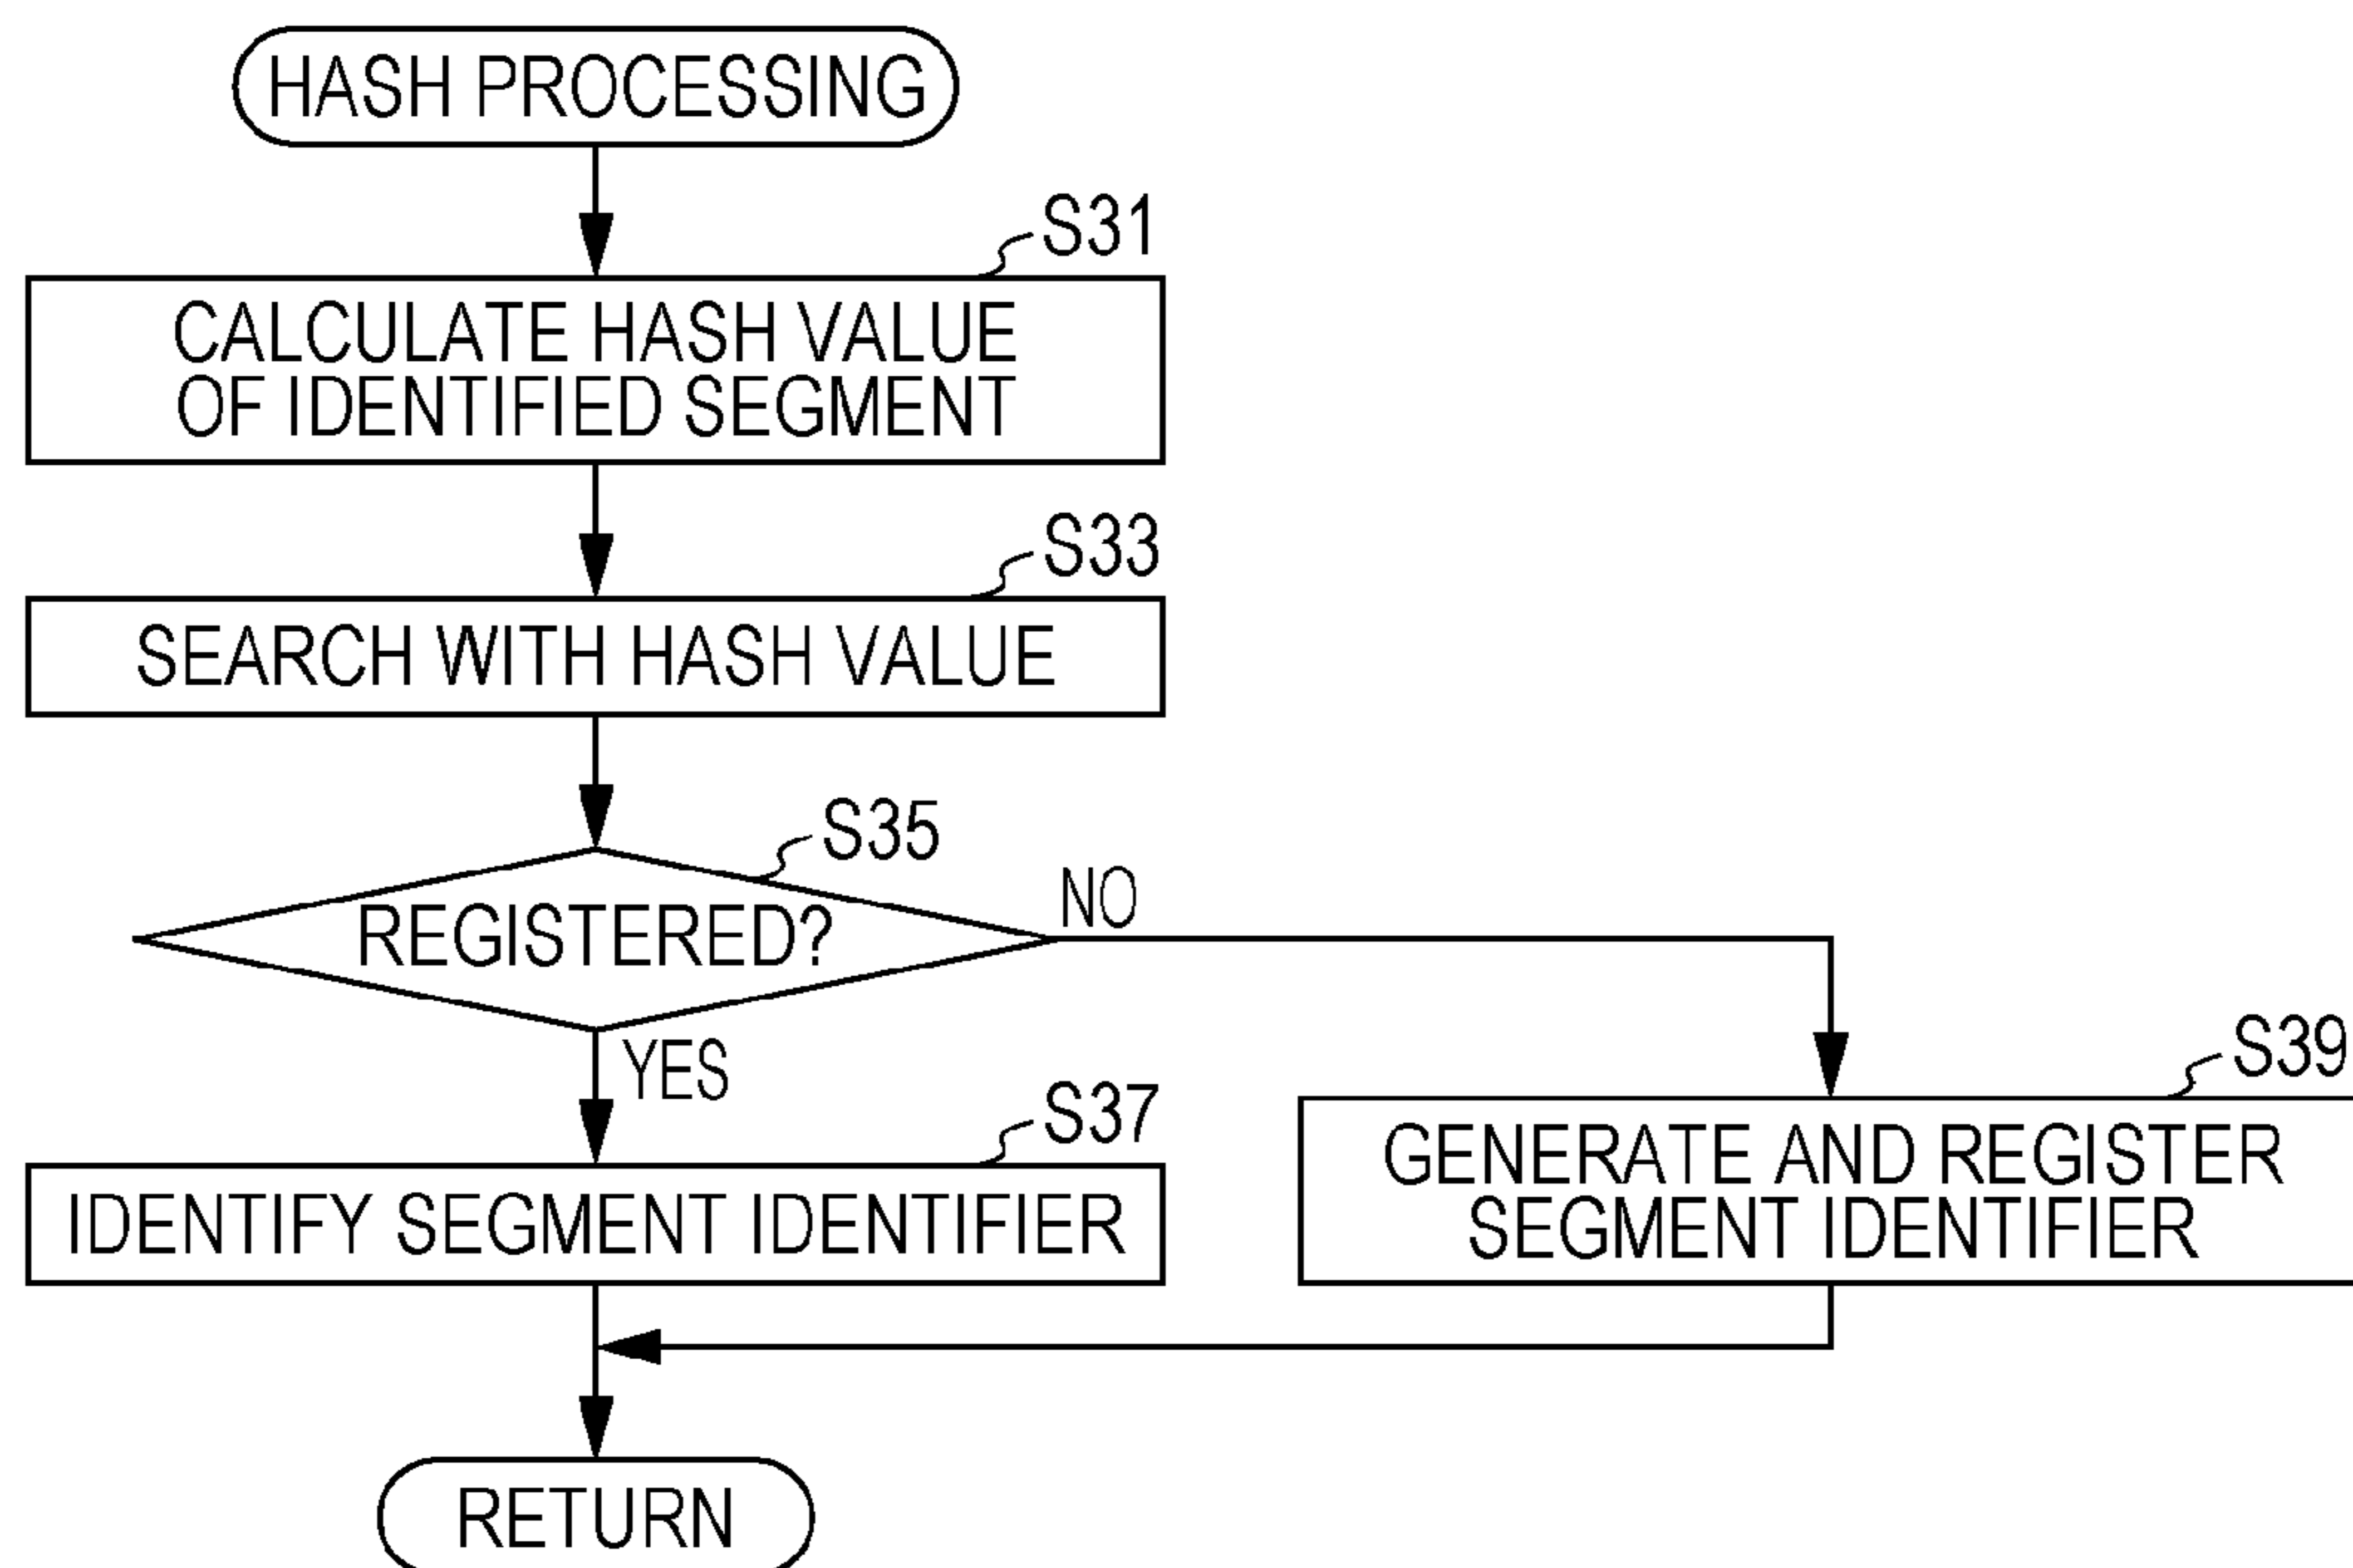 HASH PROCESSING
S31
CALCULATE HASH VALUE
OF IDENTIFIED SEGMENT
S33
SEARCH WITH HASH VALUE
S35
REGISTERED?
NO
YES
S37
IDENTIFY SEGMENT IDENTIFIER
S39
GENERATE AND REGISTER
SEGMENT IDENTIFIER
RETURN